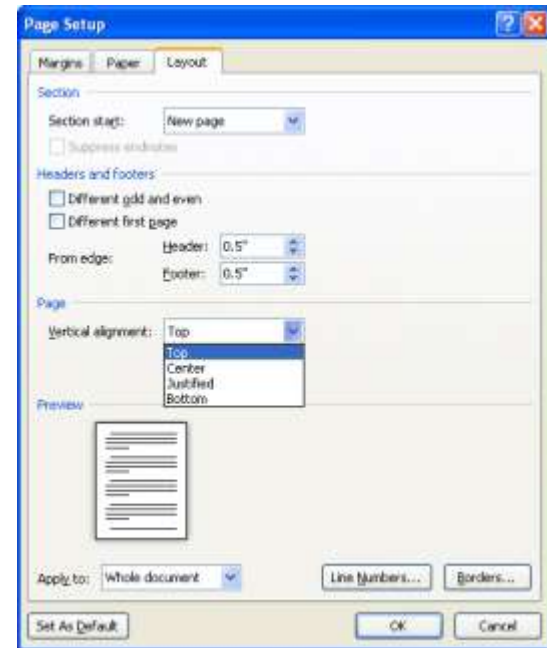 Page Setup
Margins Paper Layout
Section
Section start: New page
Suppress endnotes
Headers and footers
Different odd and even
Different first page
From edge: Header: 0.5"
Footer: 0.5"
Page
Vertical alignment: Top
Top
Center
Justified
Bottom
Preview
Apply to: Whole document Line Numbers... Borders...
Set As Default OK Cancel